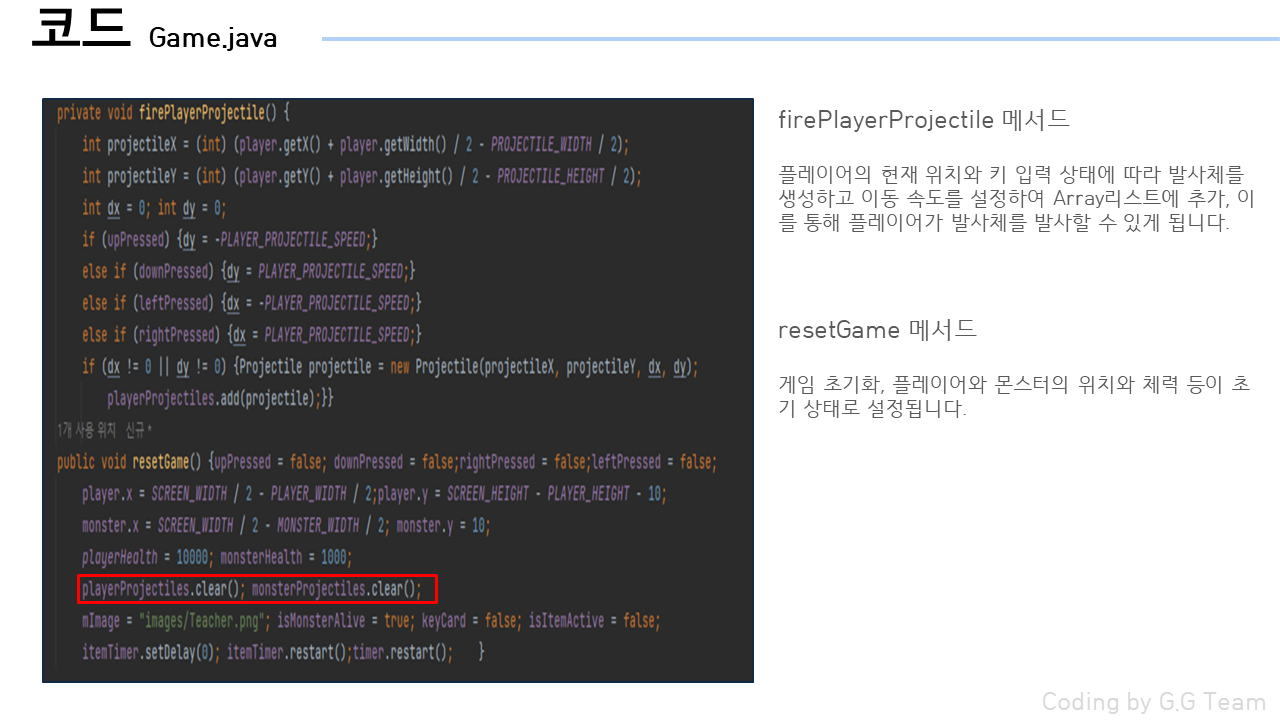 코드 Game.java
private void firePlayerProjectile() {
int projectileX = (int) (player.getX() + player.getWidth() / 2 - PROJECTILE_WIDTH / 2);
int projectileY = (int) (player.getY() + player.getHeight() / 2 - PROJECTILE_HEIGHT / 2);
int dx = 0; int dy = 0;
if (upPressed) {dy = -PLAYER_PROJECTILE_SPEED;}
else if (downPressed) {dy = PLAYER_PROJECTILE_SPEED;}
else if (leftPressed) {dx = -PLAYER_PROJECTILE_SPEED;}
else if (rightPressed) {dx = PLAYER_PROJECTILE_SPEED;}
if (dx != 0 || dy != 0) {Projectile projectile = new Projectile(projectileX, projectileY, dx, dy);
playerProjectiles.add(projectile);}}
1개 사용 위치 신규 *
public void resetGame() {upPressed = false; downPressed = false;rightPressed = false;leftPressed = false;
player.x = SCREEN_WIDTH / 2 - PLAYER_WIDTH / 2;player.y = SCREEN_HEIGHT - PLAYER_HEIGHT - 10;
monster.x = SCREEN_WIDTH / 2 - MONSTER_WIDTH / 2; monster.y = 10;
playerHealth = 10000; monsterHealth = 1000;
playerProjectiles.clear(); monsterProjectiles.clear();
mImage = "images/Teacher.png"; isMonsterAlive = true; keyCard = false; isItemActive = false;
itemTimer.setDelay(0); itemTimer.restart();timer.restart(); }
firePlayerProjectile 메서드
플레이어의 현재 위치와 키 입력 상태에 따라 발사체를
생성하고 이동 속도를 설정하여 Array리스트에 추가, 이
를 통해 플레이어가 발사체를 발사할 수 있게 됩니다.
resetGame 메서드
게임 초기화, 플레이어와 몬스터의 위치와 체력 등이 초
기 상태로 설정됩니다.
Coding by G.G Team